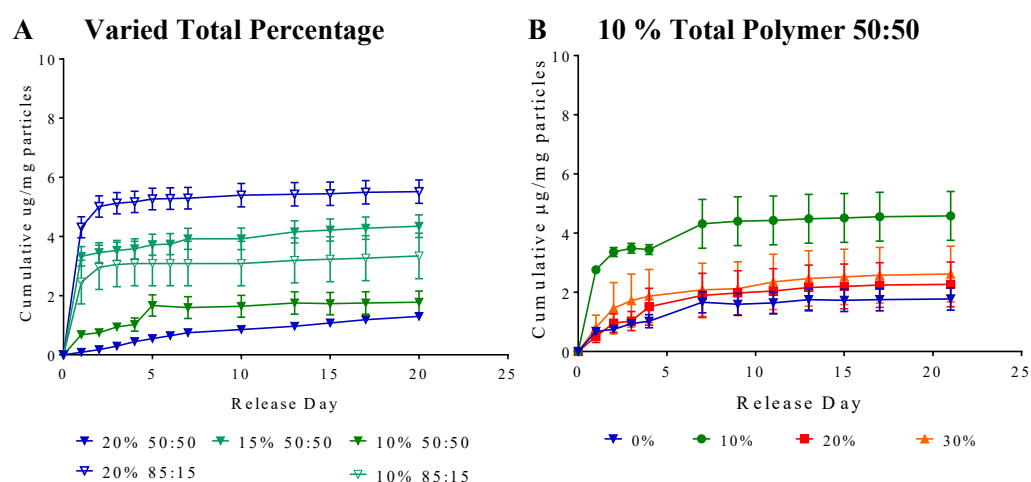 A Varied Total Percentage
Cumulative ug/mg particles
10
8
6
4
2
0
0 5 10 15 20 25
Release Day
20% 50:50 15% 50:50 10% 50:50
20% 85:15 10% 85:15
B 10 % Total Polymer 50:50
Cumulative µg/mg particles
10
8
6
4
2
0
0 5 10 15 20 25
Release Day
0% 10% 20% 30%